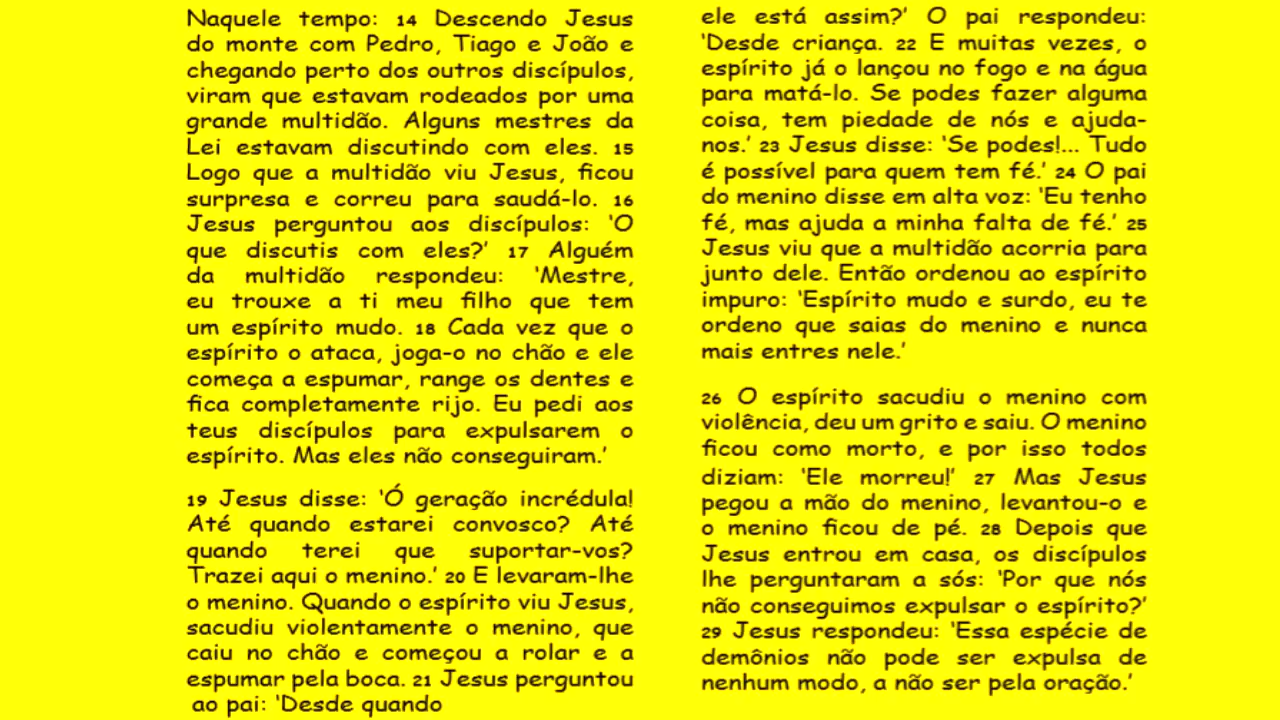 Naquele tempo: 14 Descendo Jesus
do monte com Pedro, Tiago e João e
chegando perto dos outros discípulos,
viram que estavam rodeados por uma
grande multidão. Alguns mestres da
Lei estavam discutindo com eles. 15
Logo que a multidão viu Jesus, ficou
surpresa e correu para saudá-lo. 16
Jesus perguntou aos discípulos: ‘O
que discutis com eles?’ 17 Alguém
da multidão respondeu: ‘Mestre,
eu trouxe a ti meu filho que tem
um espírito mudo. 18 Cada vez que o
espírito o ataca, joga-o no chão e ele
começa a espumar, range os dentes e
fica completamente rijo. Eu pedi aos
teus discípulos para expulsarem o
espírito. Mas eles não conseguiram.’
19 Jesus disse: ‘Ó geração incrédula!
Até quando estarei convosco? Até
quando terei que suportar-vos?
Trazei aqui o menino.’ 20 E levaram-lhe
o menino. Quando o espírito viu Jesus,
sacudiu violentamente o menino, que
caiu no chão e começou a rolar e a
espumar pela boca. 21 Jesus perguntou
ao pai: ‘Desde quando
ele está assim?’ O pai respondeu:
‘Desde criança. 22 E muitas vezes, o
espírito já o lançou no fogo e na água
para matá-lo. Se podes fazer alguma
coisa, tem piedade de nós e ajuda-
nos.’ 23 Jesus disse: ‘Se podes!... Tudo
é possível para quem tem fé.’ 24 O pai
do menino disse em alta voz: ‘Eu tenho
fé, mas ajuda a minha falta de fé.’ 25
Jesus viu que a multidão acorria para
junto dele. Então ordenou ao espírito
impuro: ‘Espírito mudo e surdo, eu te
ordeno que saias do menino e nunca
mais entres nele.’
26 O espírito sacudiu o menino com
violência, deu um grito e saiu. O menino
ficou como morto, e por isso todos
diziam: ‘Ele morreu!’ 27 Mas Jesus
pegou a mão do menino, levantou-o e
o menino ficou de pé. 28 Depois que
Jesus entrou em casa, os discípulos
lhe perguntaram a sós: ‘Por que nós
não conseguimos expulsar o espírito?’
29 Jesus respondeu: ‘Essa espécie de
demônios não pode ser expulsa de
nenhum modo, a não ser pela oração.’